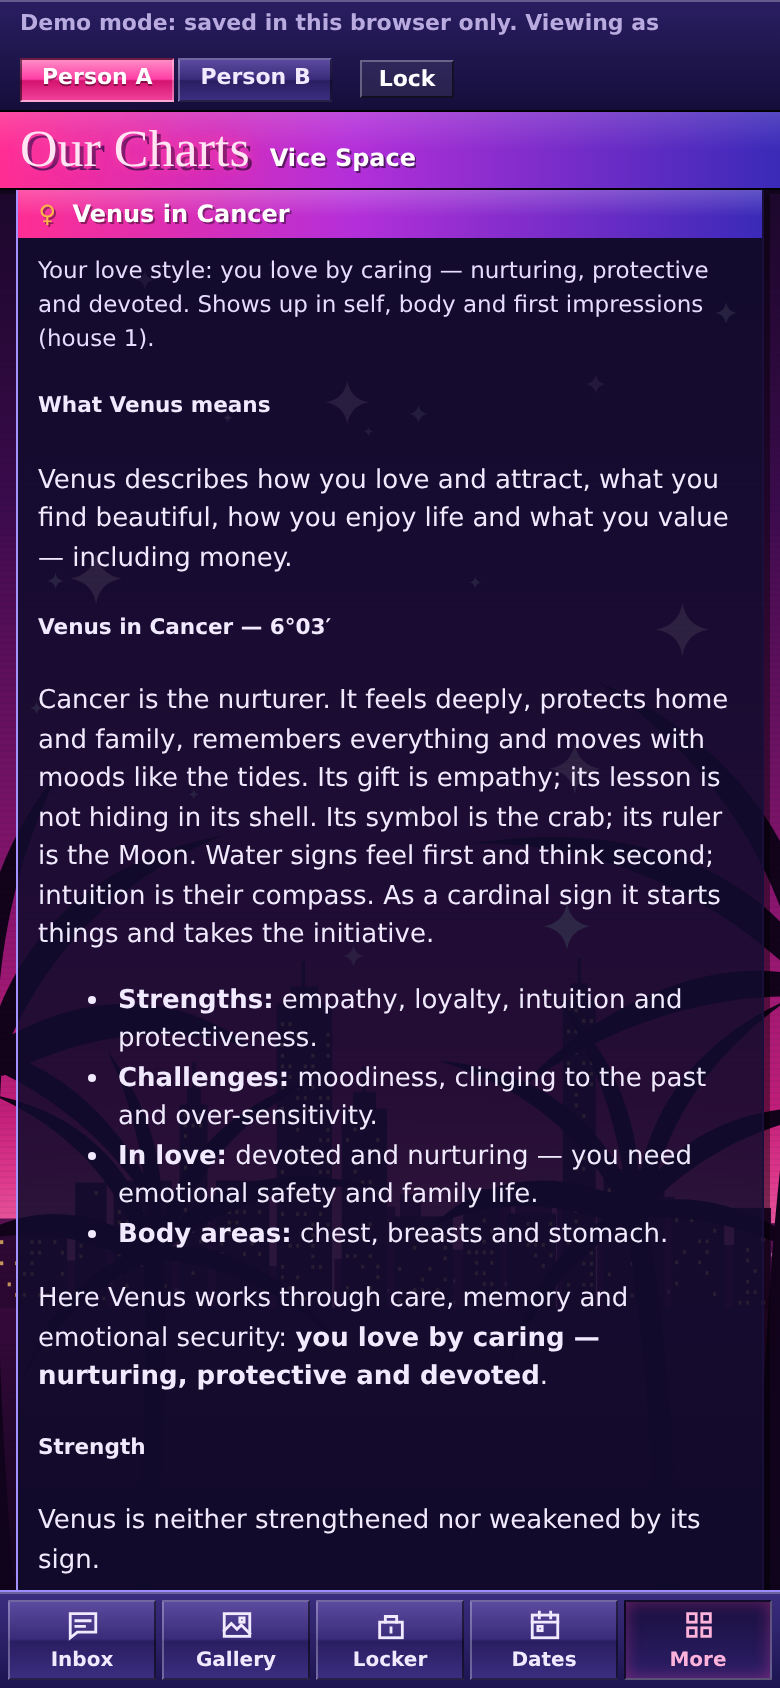 Demo mode: saved in this browser only. Viewing as
Person A
Person B
Lock
Our Charts Vice Space
♀ Venus in Cancer
Your love style: you love by caring — nurturing, protective
and devoted. Shows up in self, body and first impressions
(house 1).
What Venus means
Venus describes how you love and attract, what you
find beautiful, how you enjoy life and what you value
— including money.
Venus in Cancer — 6°03′
Cancer is the nurturer. It feels deeply, protects home
and family, remembers everything and moves with
moods like the tides. Its gift is empathy; its lesson is
not hiding in its shell. Its symbol is the crab; its ruler
is the Moon. Water signs feel first and think second;
intuition is their compass. As a cardinal sign it starts
things and takes the initiative.
• Strengths: empathy, loyalty, intuition and
protectiveness.
• Challenges: moodiness, clinging to the past
and over-sensitivity.
• In love: devoted and nurturing — you need
emotional safety and family life.
• Body areas: chest, breasts and stomach.
Here Venus works through care, memory and
emotional security: you love by caring —
nurturing, protective and devoted.
Strength
Venus is neither strengthened nor weakened by its
sign.
Inbox
Gallery
Locker
Dates
More